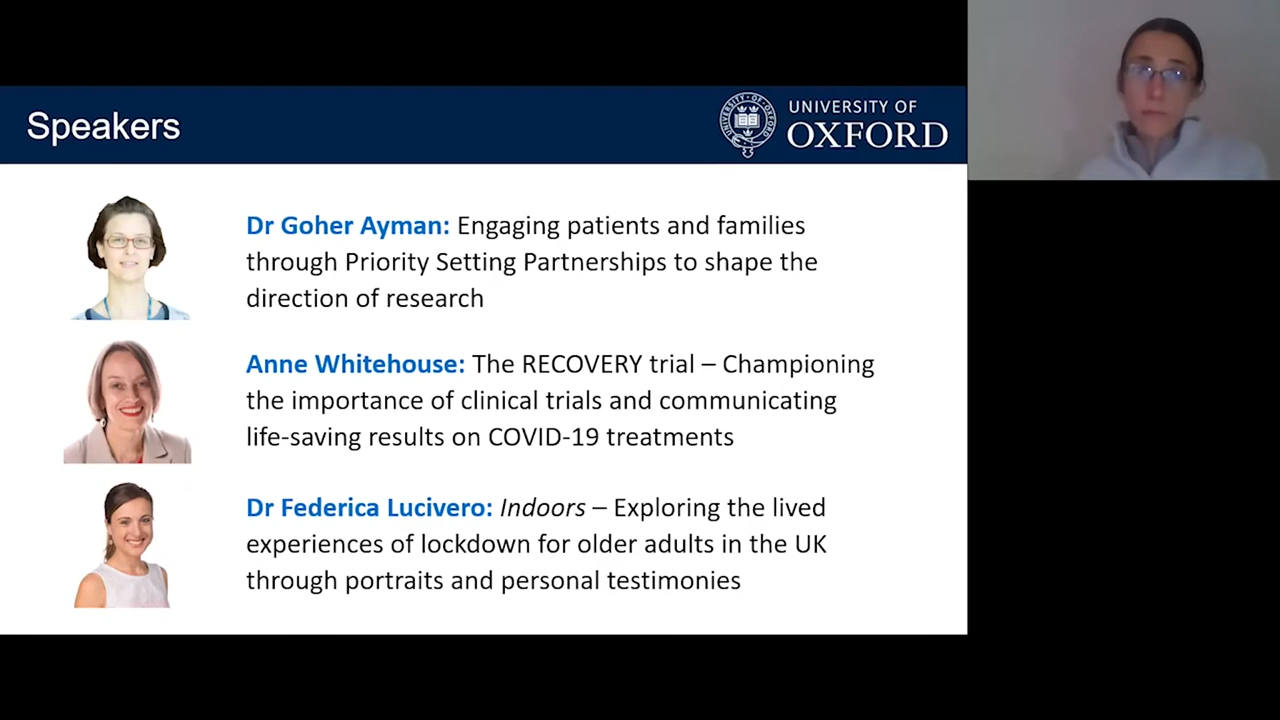 Speakers
UNIVERSITY OF
OXFORD
Dr Goher Ayman: Engaging patients and families
through Priority Setting Partnerships to shape the
direction of research
Anne Whitehouse: The RECOVERY trial – Championing
the importance of clinical trials and communicating
life-saving results on COVID-19 treatments
Dr Federica Lucivero: Indoors – Exploring the lived
experiences of lockdown for older adults in the UK
through portraits and personal testimonies